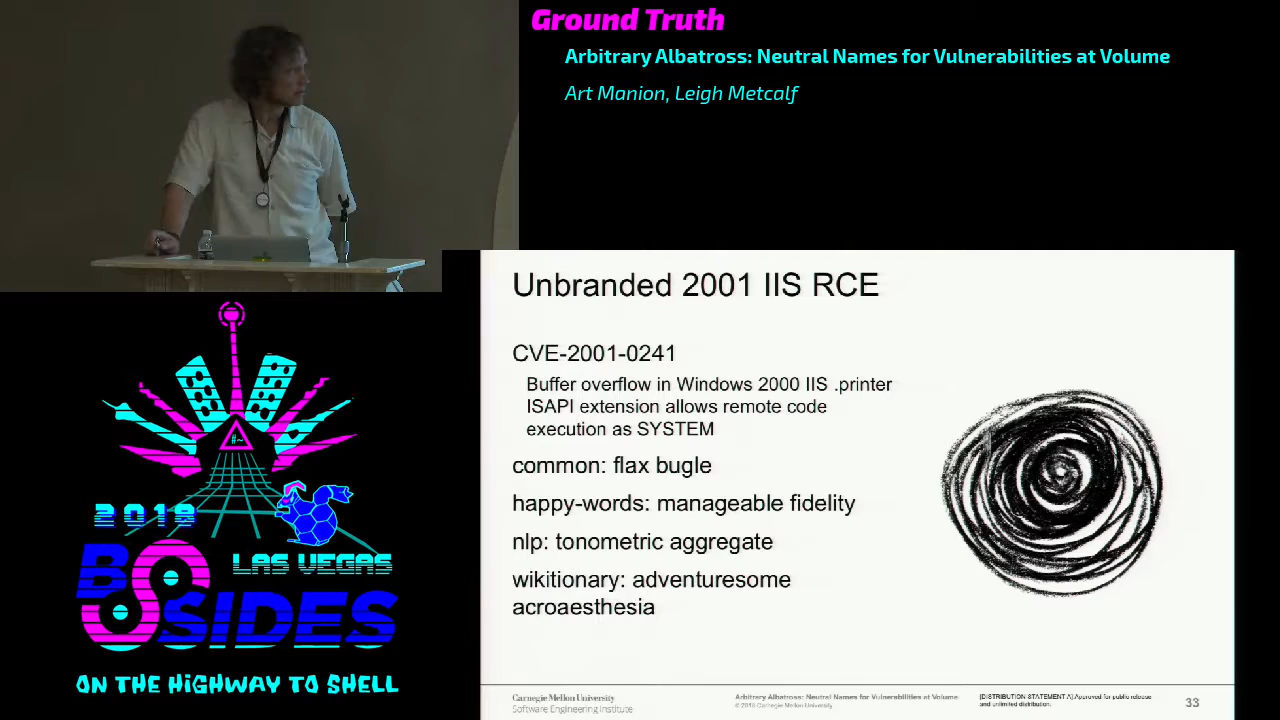 Ground Truth
Arbitrary Albatross: Neutral Names for Vulnerabilities at Volume
Art Manion, Leigh Metcalf
Unbranded 2001 IIS RCE
CVE-2001-0241
Buffer overflow in Windows 2000 IIS .printer
ISAPI extension allows remote code
execution as SYSTEM
common: flax bugle
happy-words: manageable fidelity
nlp: tonometric aggregate
wikitionary: adventuresome
acroaesthesia
Carnegie Mellon University
Software Engineering Institute
Arbitrary Albatross: Neutral Names for Vulnerabilities at Volume
© 2018 Carnegie Mellon University
[DISTRIBUTION STATEMENT A] Approved for public release
and unlimited distribution.
33
#~
2018
BSIDES
LAS VEGAS
ON THE HIGHWAY TO SHELL